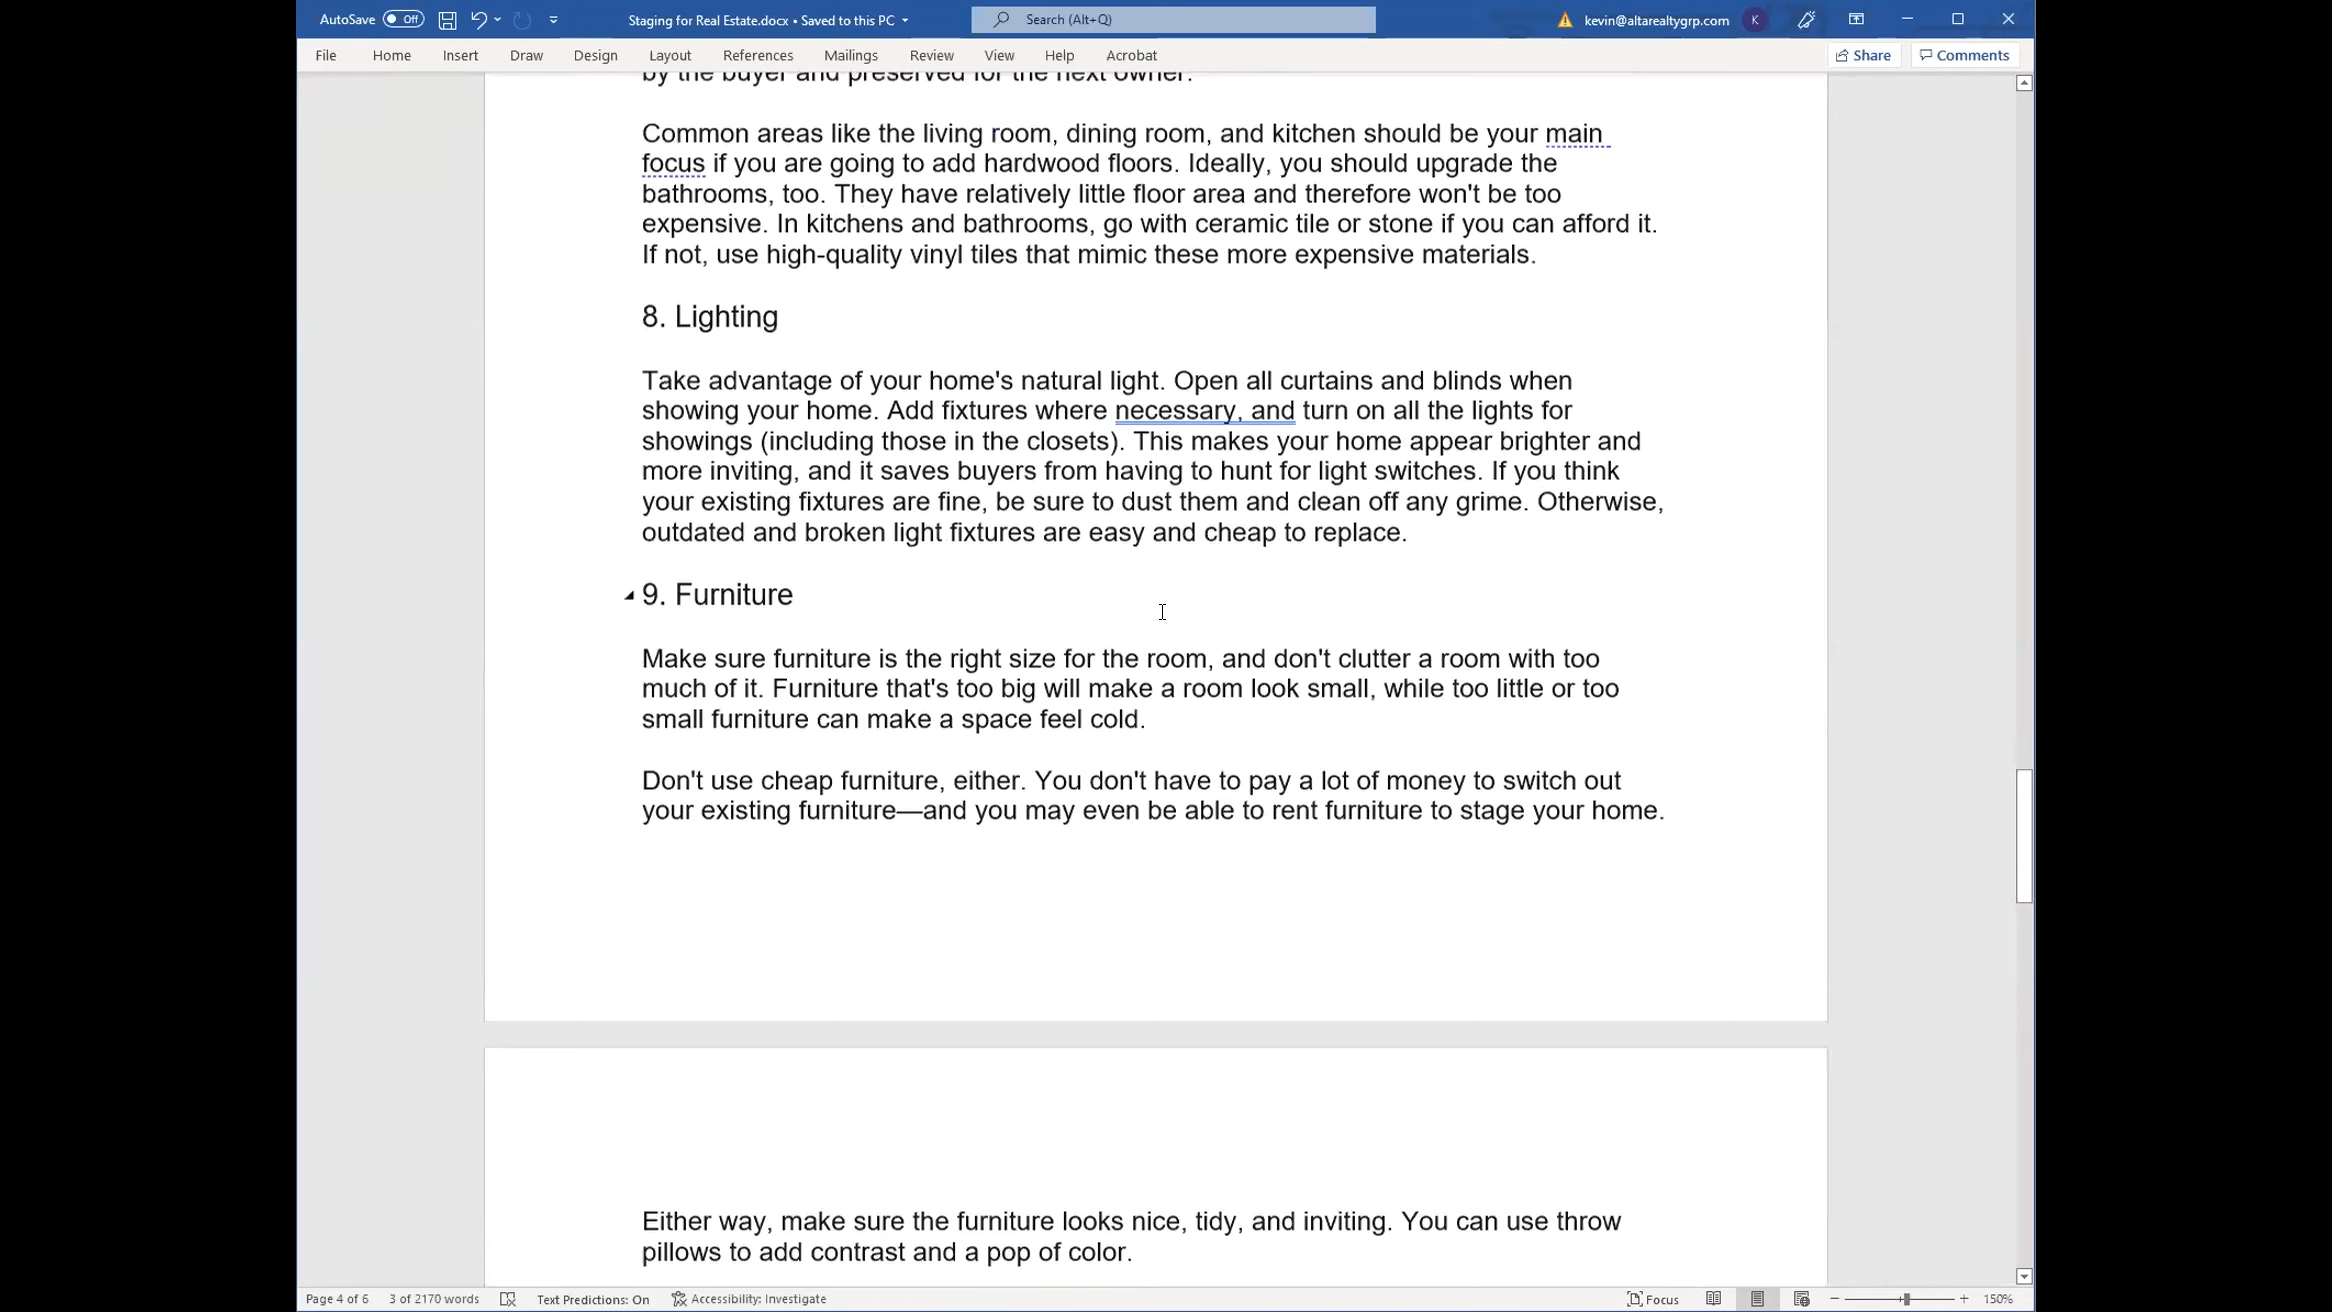 AutoSave Off Staging for Real Estate.docx • Saved to this PC Search (Alt+Q) kevin@altarealtygrp.com K
File Home Insert Draw Design Layout References Mailings Review View Help Acrobat Share Comments
by the buyer and preserved for the next owner.
Common areas like the living room, dining room, and kitchen should be your main
focus if you are going to add hardwood floors. Ideally, you should upgrade the
bathrooms, too. They have relatively little floor area and therefore won't be too
expensive. In kitchens and bathrooms, go with ceramic tile or stone if you can afford it.
If not, use high-quality vinyl tiles that mimic these more expensive materials.
8. Lighting
Take advantage of your home's natural light. Open all curtains and blinds when
showing your home. Add fixtures where necessary, and turn on all the lights for
showings (including those in the closets). This makes your home appear brighter and
more inviting, and it saves buyers from having to hunt for light switches. If you think
your existing fixtures are fine, be sure to dust them and clean off any grime. Otherwise,
outdated and broken light fixtures are easy and cheap to replace.
9. Furniture
Make sure furniture is the right size for the room, and don't clutter a room with too
much of it. Furniture that's too big will make a room look small, while too little or too
small furniture can make a space feel cold.
Don't use cheap furniture, either. You don't have to pay a lot of money to switch out
your existing furniture—and you may even be able to rent furniture to stage your home.
Either way, make sure the furniture looks nice, tidy, and inviting. You can use throw
pillows to add contrast and a pop of color.
Page 4 of 6 3 of 2170 words Text Predictions: On Accessibility: Investigate Focus 150%